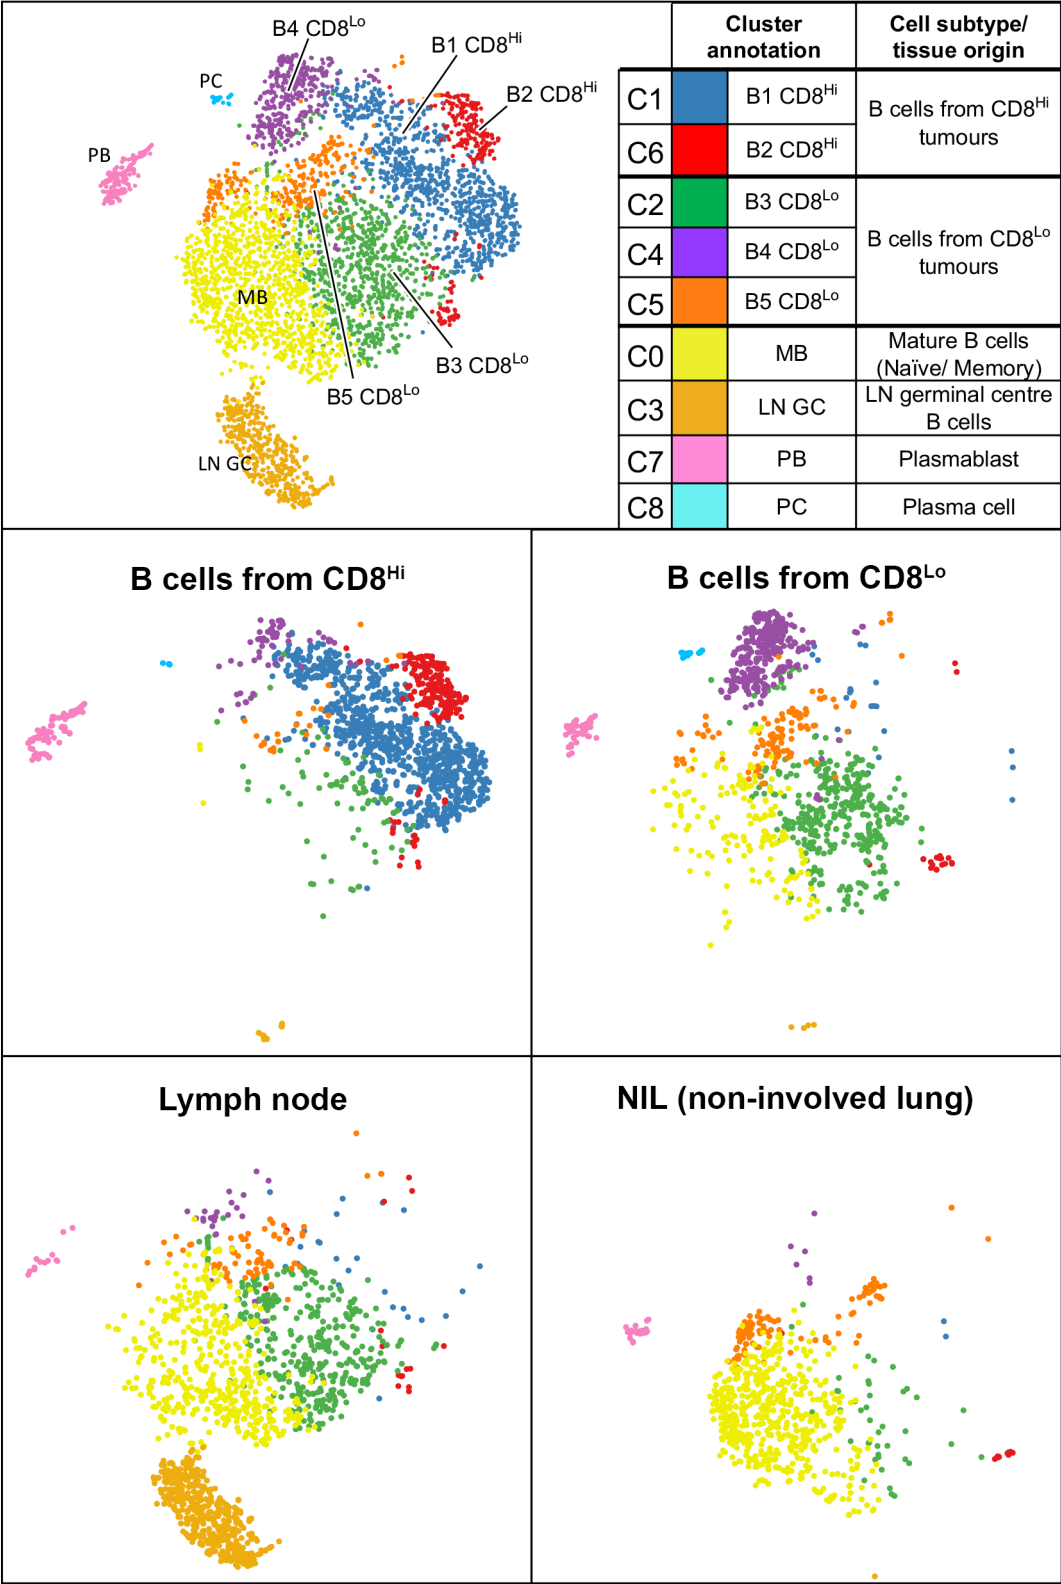 B4 CD8Lo
B1 CD8Hi
PC
B2 CD8Hi
PB
MB
B3 CD8Lo
B5 CD8Lo
LN GC
Cluster annotation
Cell subtype/ tissue origin
C1
B1 CD8Hi
B cells from CD8Hi tumours
C6
B2 CD8Hi
C2
B3 CD8Lo
B cells from CD8Lo tumours
C4
B4 CD8Lo
C5
B5 CD8Lo
C0
MB
Mature B cells
(Naïve/ Memory)
C3
LN GC
LN germinal centre
B cells
C7
PB
Plasmablast
C8
PC
Plasma cell
B cells from CD8Hi
B cells from CD8Lo
Lymph node
NIL (non-involved lung)